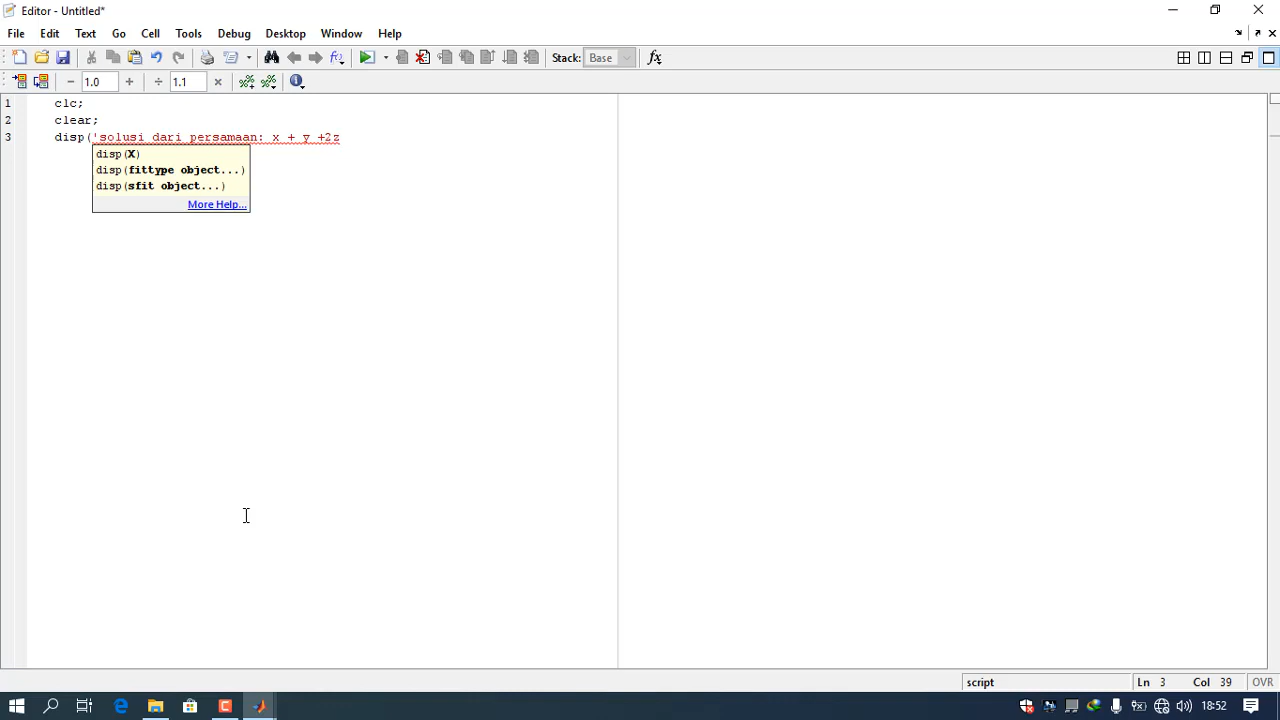 Editor - Untitled*
File Edit Text Go Cell Tools Debug Desktop Window Help
Stack: Base fx
1.0 1.1
1 clc;
2 clear;
3 disp('solusi dari persamaan: x + y +2z
disp(X)
disp(fittype object...)
disp(sfit object...)
More Help...
script Ln 3 Col 39 OVR
18:52